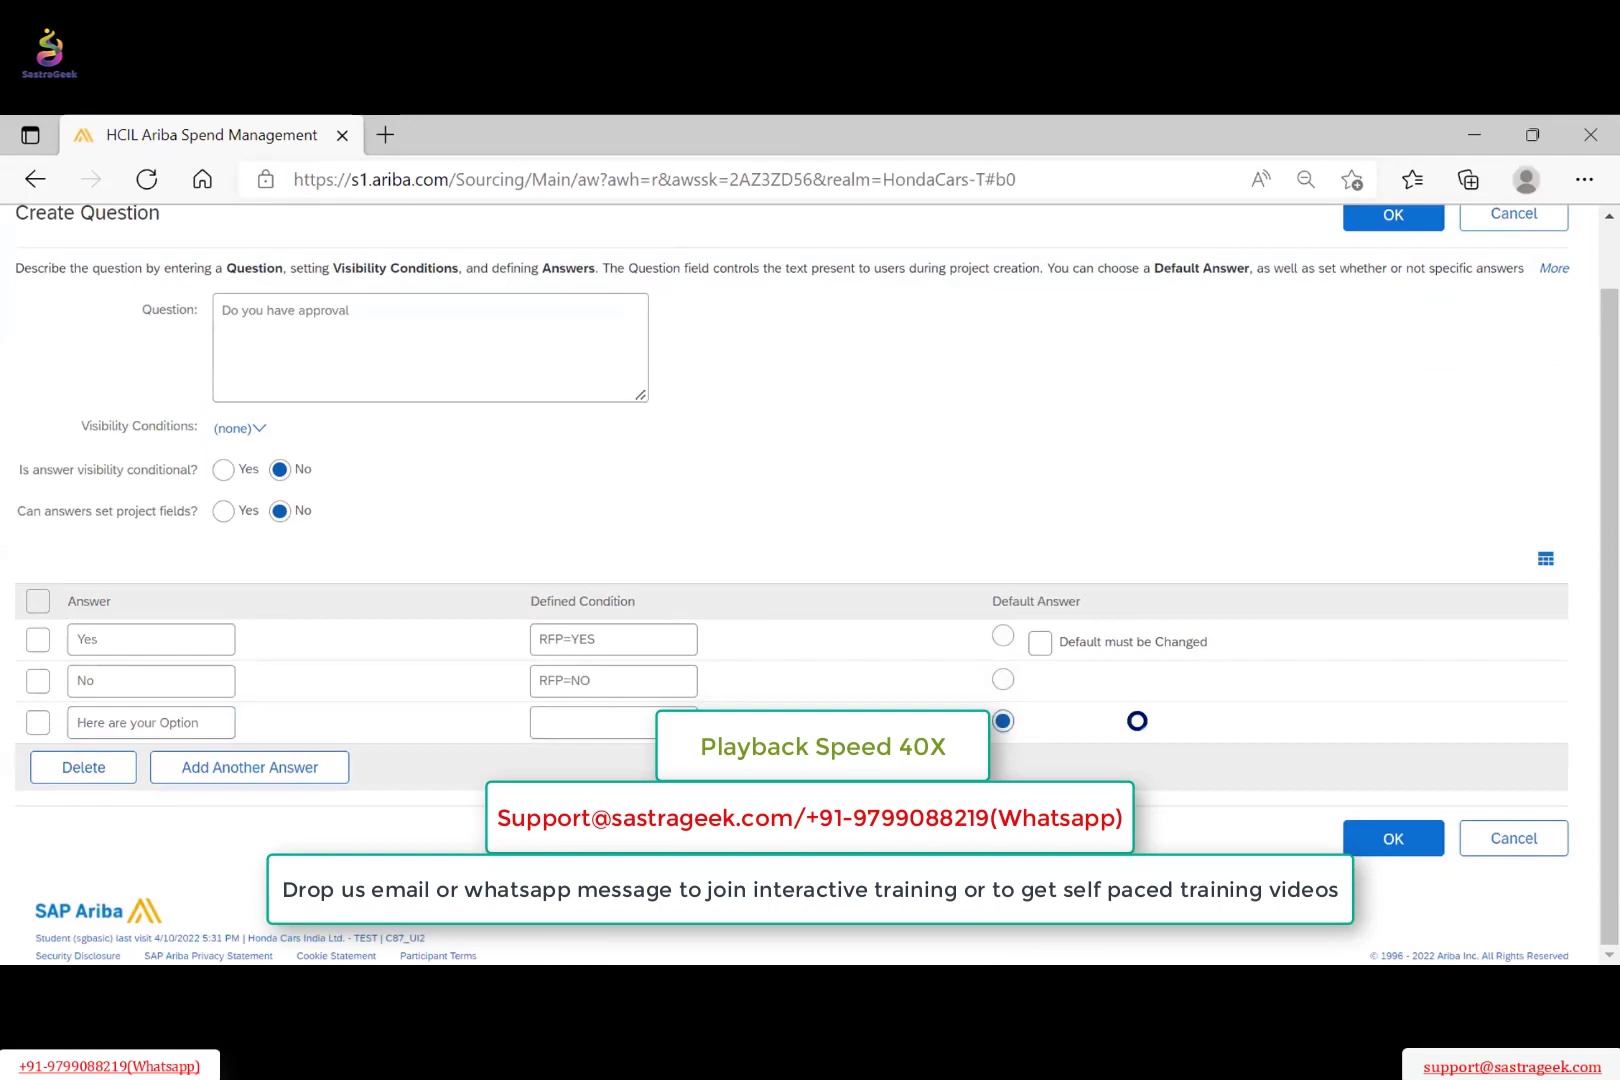 SastraGeek
HCIL Ariba Spend Management
https://s1.ariba.com/Sourcing/Main/aw?awh=r&awssk=2AZ3ZD56&realm=HondaCars-T#b0
Create Question
OK
Cancel
Describe the question by entering a Question, setting Visibility Conditions, and defining Answers. The Question field controls the text present to users during project creation. You can choose a Default Answer, as well as set whether or not specific answers More
Question:
Do you have approval
Visibility Conditions:
(none)
Is answer visibility conditional?
Yes
No
Can answers set project fields?
Yes
No
Answer
Defined Condition
Default Answer
Yes
RFP=YES
Default must be Changed
No
RFP=NO
Here are your Option
Delete
Add Another Answer
Playback Speed 40X
Support@sastrageek.com/+91-9799088219(Whatsapp)
OK
Cancel
Drop us email or whatsapp message to join interactive training or to get self paced training videos
SAP Ariba
Student (sgbasic) last visit 4/10/2022 5:31 PM | Honda Cars India Ltd. - TEST | C87_UI2
Security Disclosure
SAP Ariba Privacy Statement
Cookie Statement
Participant Terms
© 1996 - 2022 Ariba Inc. All Rights Reserved
+91-9799088219(Whatsapp)
support@sastrageek.com